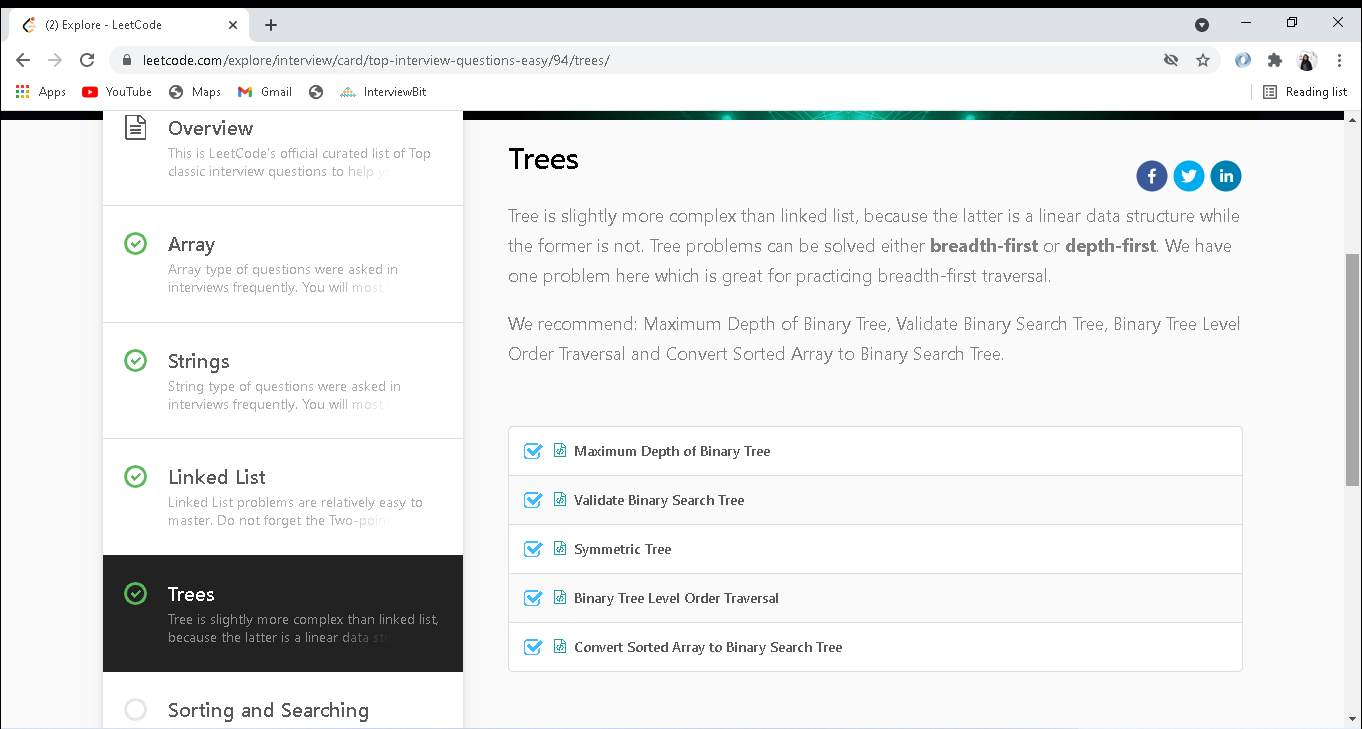 (2) Explore - LeetCode
leetcode.com/explore/interview/card/top-interview-questions-easy/94/trees/
Apps YouTube Maps Gmail InterviewBit Reading list
Overview
This is LeetCode's official curated list of Top
classic interview questions to help
Array
Array type of questions were asked in
interviews frequently. You will most
Strings
String type of questions were asked in
interviews frequently. You will most
Linked List
Linked List problems are relatively easy to
master. Do not forget the
Trees
Tree is slightly more complex than linked list,
because the latter is a linear data
Sorting and Searching
Trees
Tree is slightly more complex than linked list, because the latter is a linear data structure while
the former is not. Tree problems can be solved either breadth-first or depth-first. We have
one problem here which is great for practicing breadth-first traversal.
We recommend: Maximum Depth of Binary Tree, Validate Binary Search Tree, Binary Tree Level
Order Traversal and Convert Sorted Array to Binary Search Tree.
Maximum Depth of Binary Tree
Validate Binary Search Tree
Symmetric Tree
Binary Tree Level Order Traversal
Convert Sorted Array to Binary Search Tree